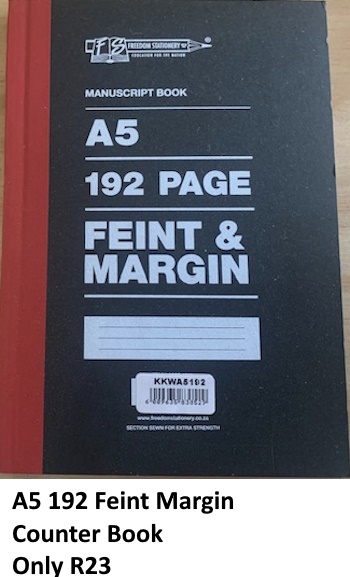 FS FREEDOM STATIONERY
EDUCATION FOR THE NATION
MANUSCRIPT BOOK
A5
192 PAGE
FEINT &
MARGIN
KKWA5192
www.freedomstationery.co.za
SECTION SEWN FOR EXTRA STRENGTH
A5 192 Feint Margin
Counter Book
Only R23